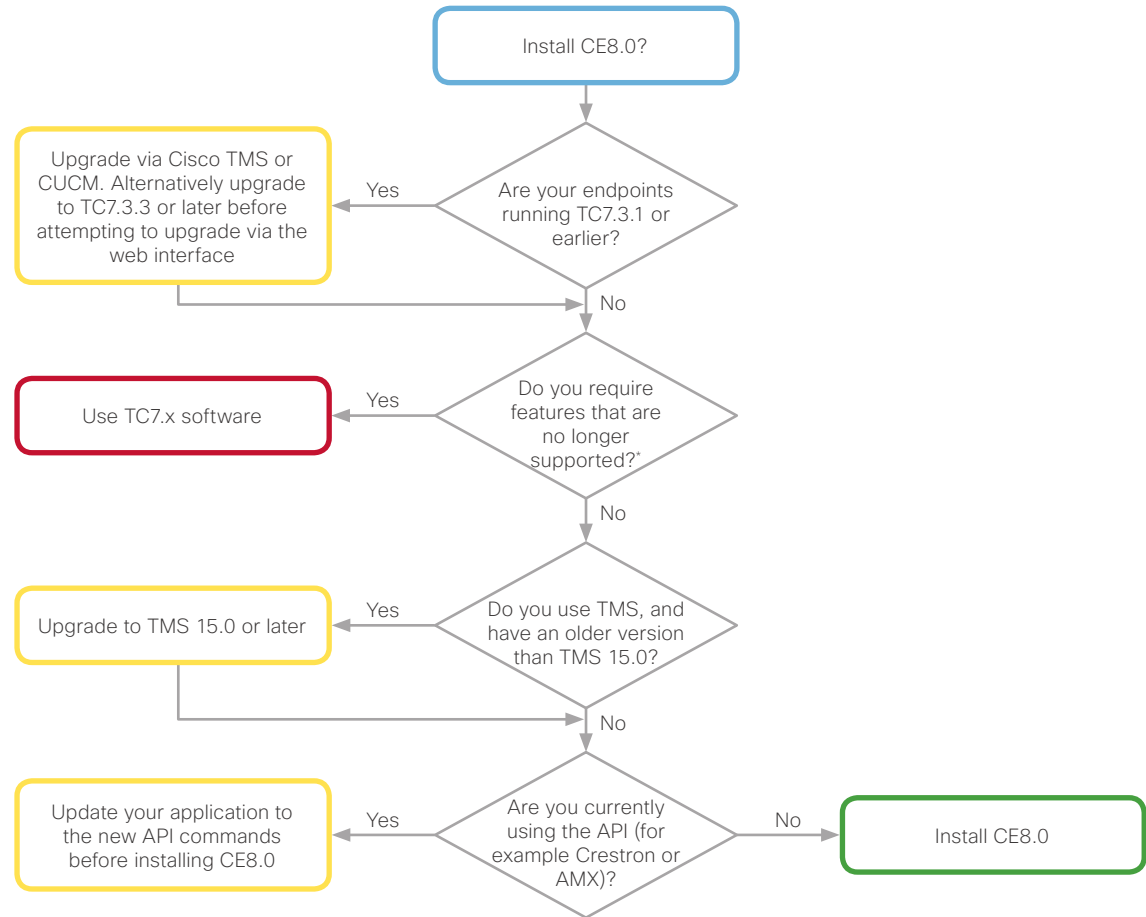 Install CE8.0?
Upgrade via Cisco TMS or
CUCM. Alternatively upgrade
to TC7.3.3 or later before
attempting to upgrade via the
web interface
Yes
Are your endpoints
running TC7.3.1 or
earlier?
No
Use TC7.x software
Yes
Do you require
features that are
no longer
supported?*
No
Upgrade to TMS 15.0 or later
Yes
Do you use TMS, and
have an older version
than TMS 15.0?
No
Update your application to
the new API commands
before installing CE8.0
Yes
Are you currently
using the API (for
example Crestron or
AMX)?
No
Install CE8.0